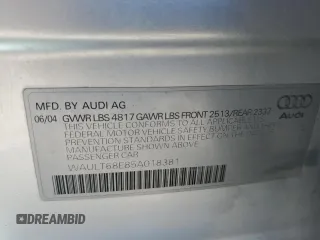 MFD. BY AUDI AG
06/04 GVWR LBS 4817 GAWR LBS FRONT 2513/REAR 2337
THIS VEHICLE CONFORMS TO ALL APPLICABLE
FEDERAL MOTOR VEHICLE SAFETY BUMPER AND THEFT
PREVENTION STANDARDS IN EFFECT ON THE
DATE OF MANUFACTURE SHOWN ABOVE
PASSENGER CAR
WAULT68E85A018381
Audi
DREAMBID